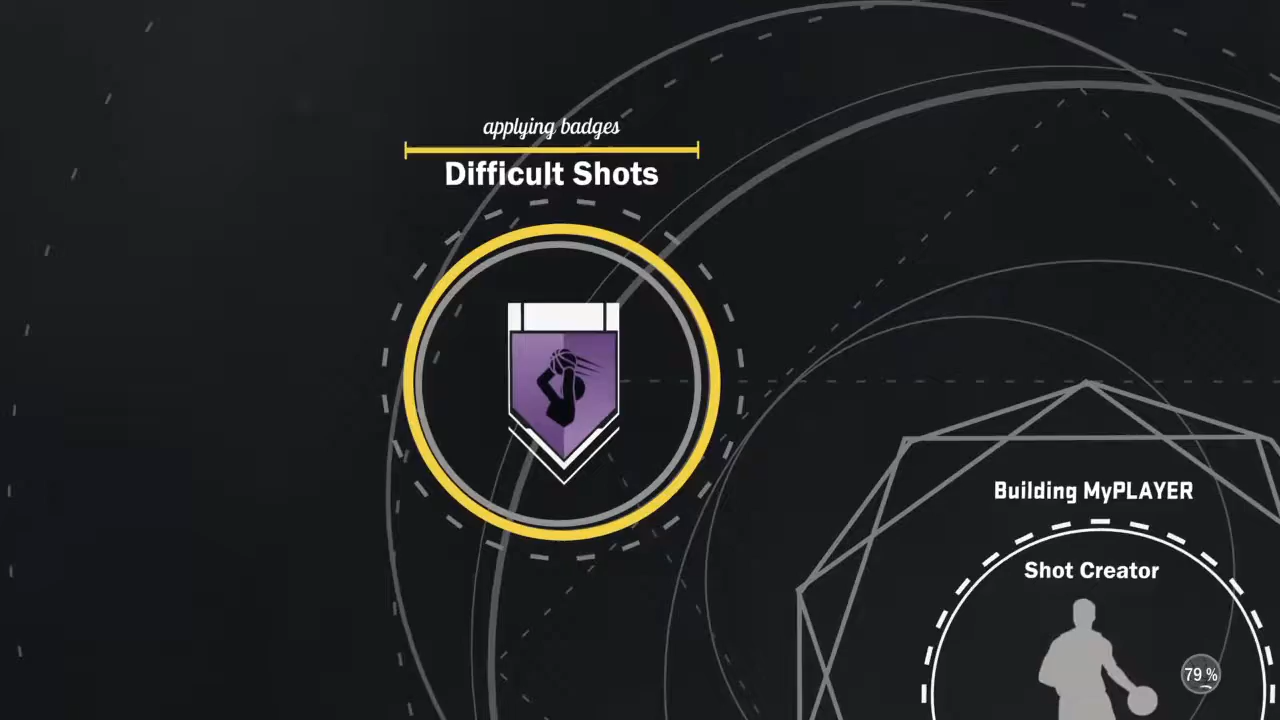 applying badges
Difficult Shots
Building MyPLAYER
Shot Creator
79 %